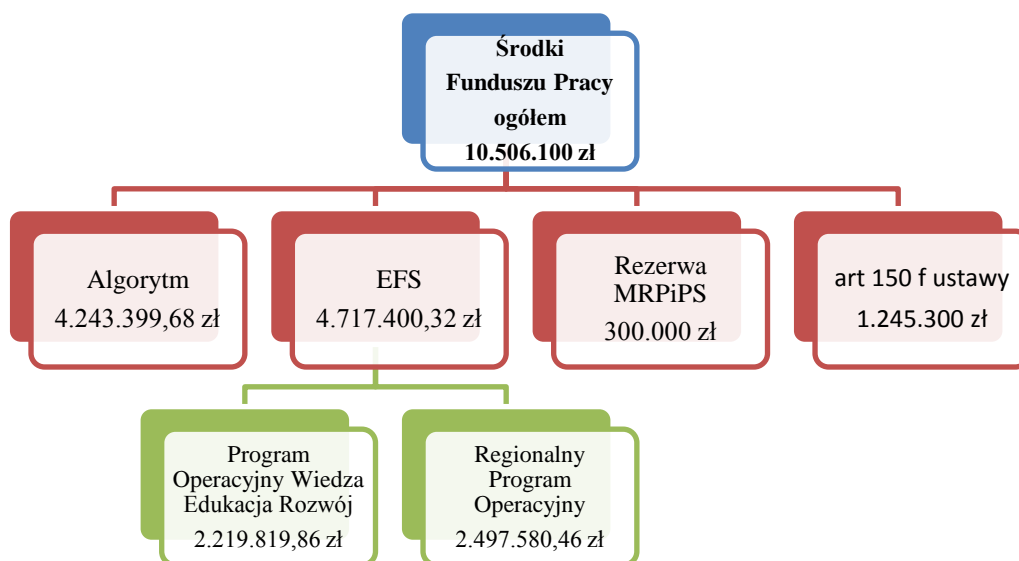 Środki
Funduszu Pracy
ogółem
10.506.100 zł
Algorytm
4.243.399,68 zł
EFS
4.717.400,32 zł
Rezerwa
MRPiPS
300.000 zł
art 150 f ustawy
1.245.300 zł
Program
Operacyjny Wiedza
Edukacja Rozwój
2.219.819,86 zł
Regionalny
Program
Operacyjny
2.497.580,46 zł